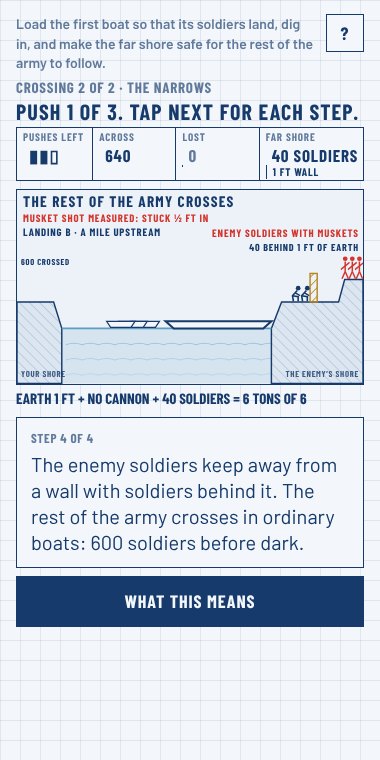 Load the first boat so that its soldiers land, dig
in, and make the far shore safe for the rest of the
army to follow.
?
CROSSING 2 OF 2 · THE NARROWS
PUSH 1 OF 3. TAP NEXT FOR EACH STEP.
PUSHES LEFT
ACROSS
640
LOST
0
FAR SHORE
40 SOLDIERS
1 FT WALL
THE REST OF THE ARMY CROSSES
MUSKET SHOT MEASURED: STUCK ½ FT IN
LANDING B · A MILE UPSTREAM
ENEMY SOLDIERS WITH MUSKETS
40 BEHIND 1 FT OF EARTH
600 CROSSED
YOUR SHORE
THE ENEMY'S SHORE
EARTH 1 FT + NO CANNON + 40 SOLDIERS = 6 TONS OF 6
STEP 4 OF 4
The enemy soldiers keep away from
a wall with soldiers behind it. The
rest of the army crosses in ordinary
boats: 600 soldiers before dark.
WHAT THIS MEANS